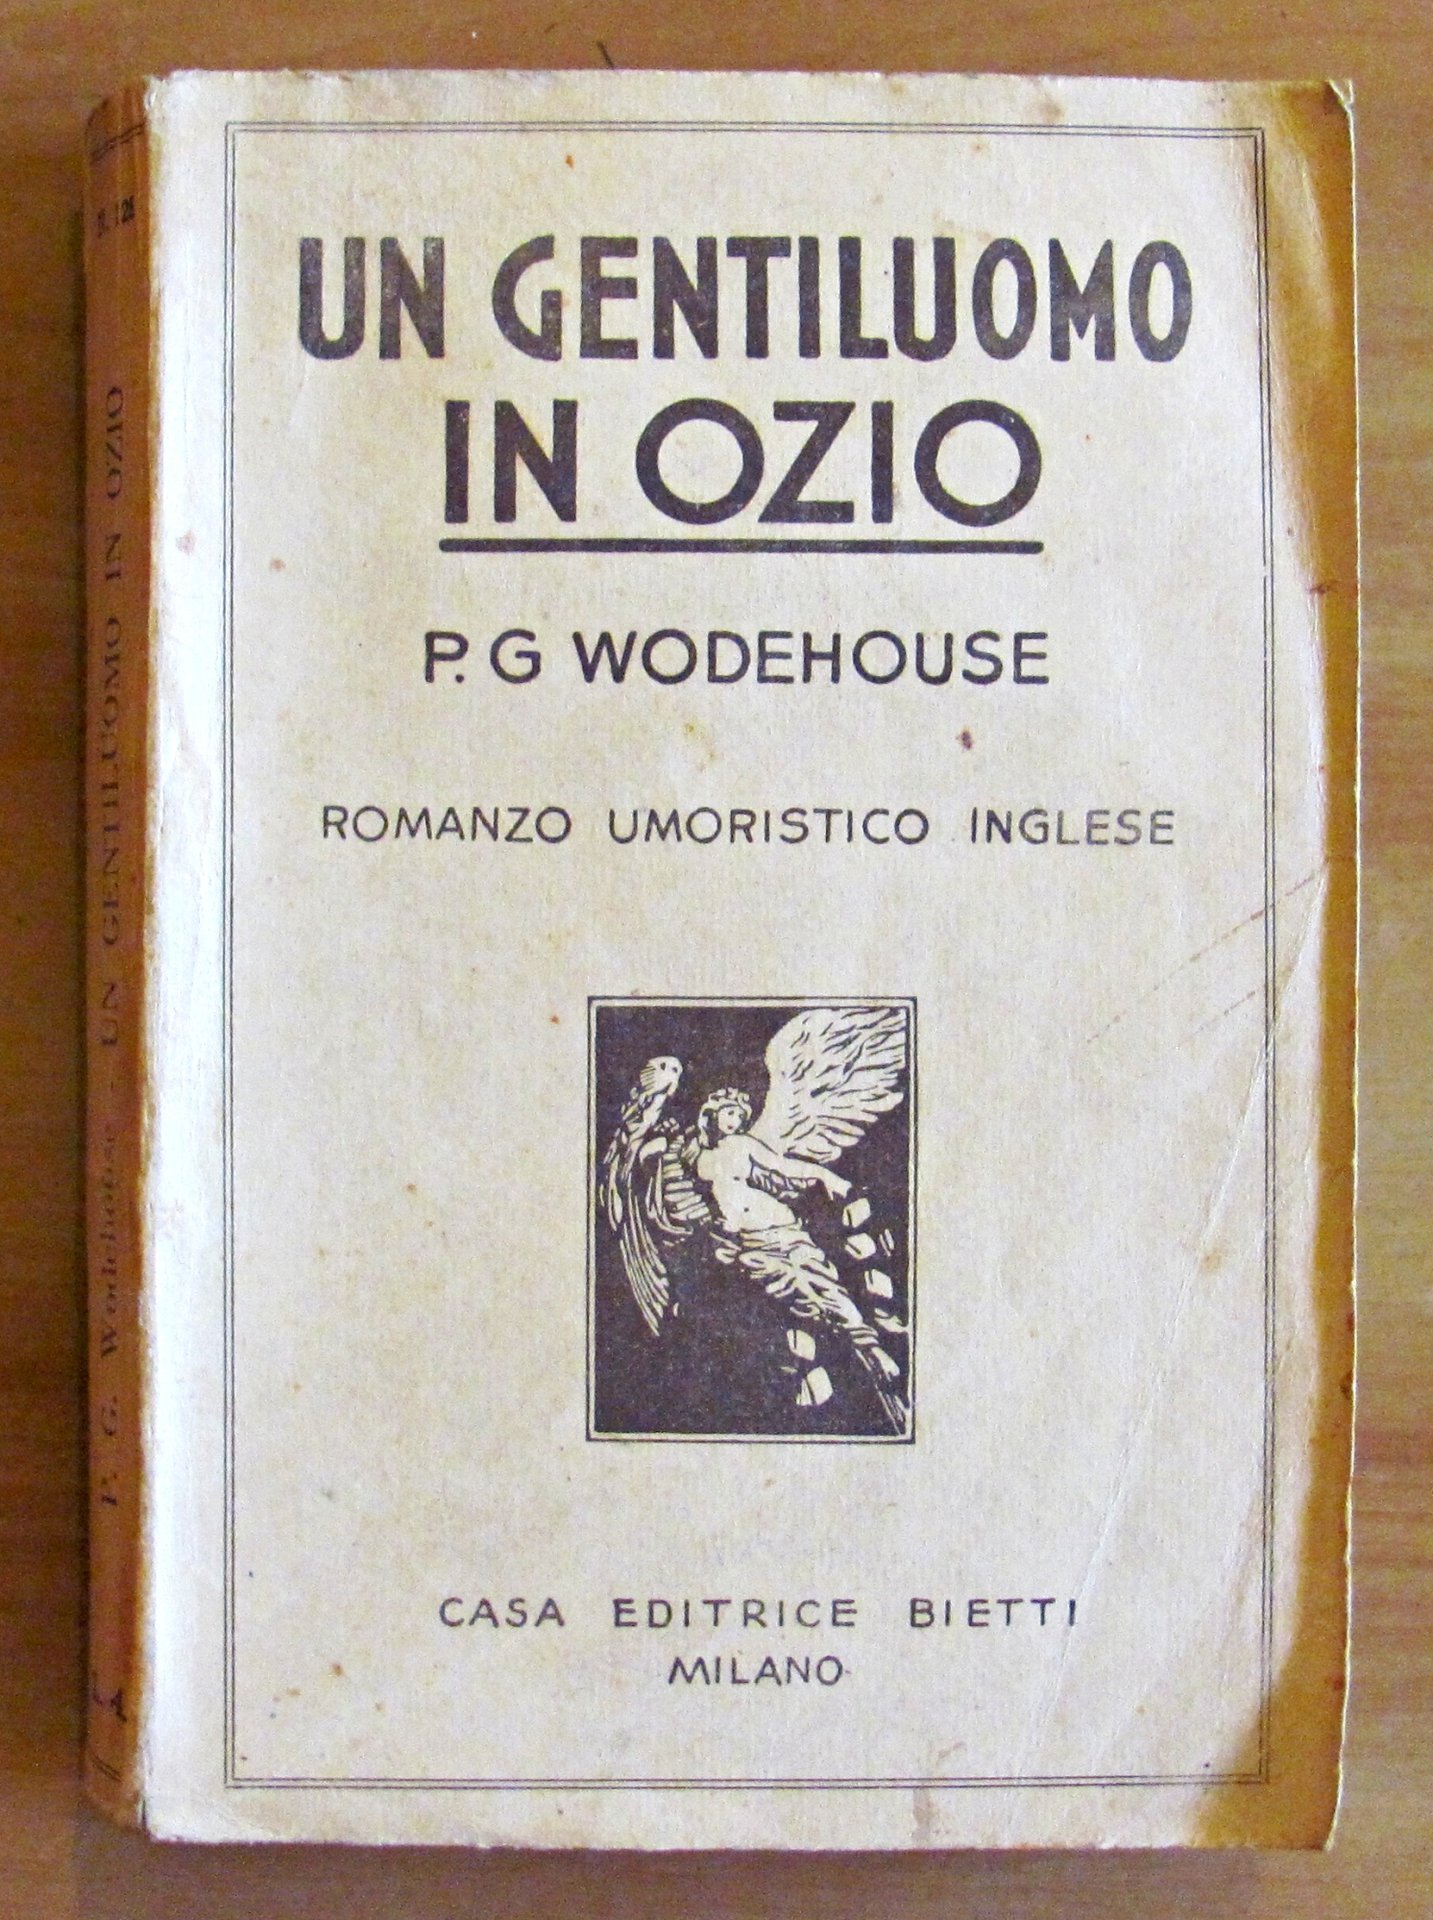 UN GENTILUOMO
IN OZIO
P. G WODEHOUSE
ROMANZO UMORISTICO INGLESE
CASA EDITRICE BIETTI
MILANO
P. G. Wodehouse - UN GENTILUOMO IN OZIO